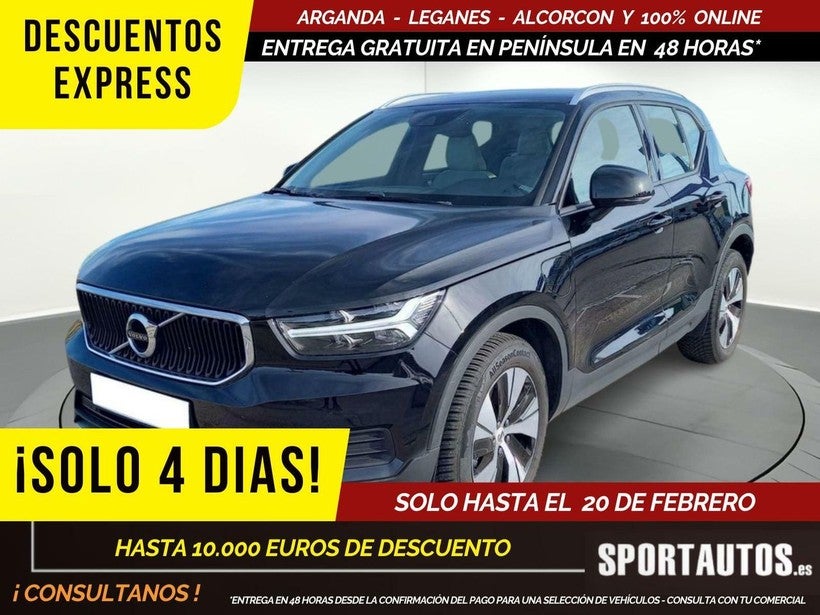 DESCUENTOS
EXPRESS
ARGANDA - LEGANES - ALCORCON Y 100% ONLINE
ENTREGA GRATUITA EN PENÍNSULA EN 48 HORAS*
VOLVO
AllSeasonContact
¡SOLO 4 DIAS!
SOLO HASTA EL 20 DE FEBRERO
HASTA 10.000 EUROS DE DESCUENTO
SPORTAUTOS.es
¡ CONSULTANOS !
*ENTREGA EN 48 HORAS DESDE LA CONFIRMACIÓN DEL PAGO PARA UNA SELECCIÓN DE VEHÍCULOS - CONSULTA CON TU COMERCIAL